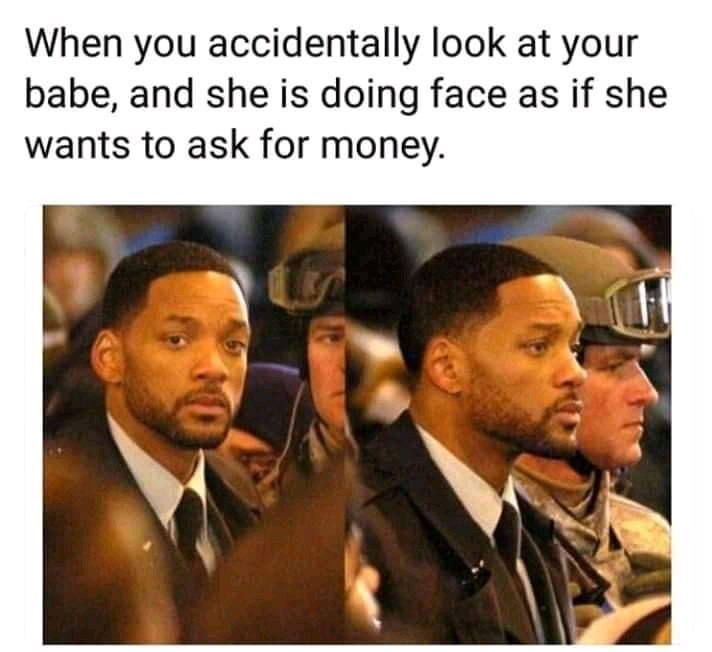 When you accidentally look at your
babe, and she is doing face as if she
wants to ask for money.